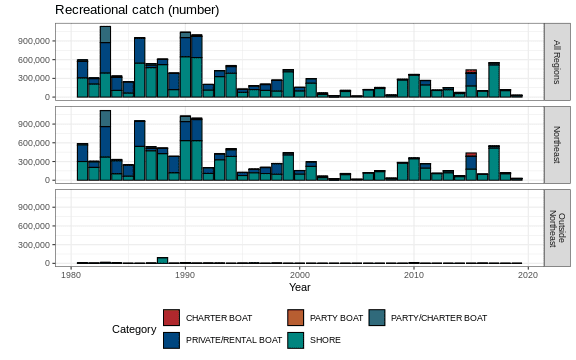 Recreational catch (number)
900,000
600,000
300,000
0
All Regions
900,000
600,000
300,000
0
Northeast
900,000
600,000
300,000
0
Outside
Northeast
1980
1990
2000
2010
2020
Year
Category
CHARTER BOAT
PARTY BOAT
PARTY/CHARTER BOAT
PRIVATE/RENTAL BOAT
SHORE